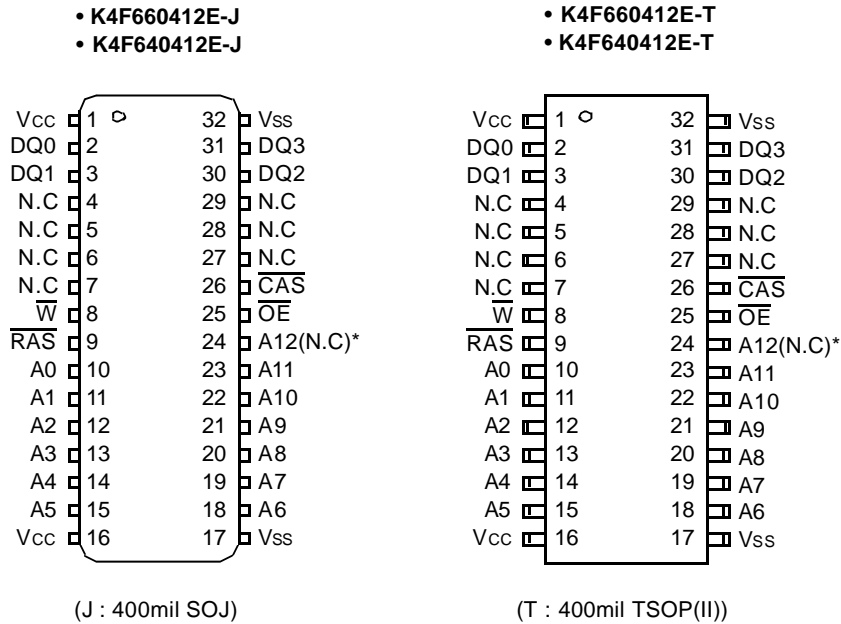 • K4F660412E-J
• K4F640412E-J
VCC 1 32 VSS
DQ0 2 31 DQ3
DQ1 3 30 DQ2
N.C 4 29 N.C
N.C 5 28 N.C
N.C 6 27 N.C
N.C 7 26 C̅A̅S̅
W̅ 8 25 O̅E̅
R̅A̅S̅ 9 24 A12(N.C)*
A0 10 23 A11
A1 11 22 A10
A2 12 21 A9
A3 13 20 A8
A4 14 19 A7
A5 15 18 A6
VCC 16 17 VSS
(J : 400mil SOJ)
• K4F660412E-T
• K4F640412E-T
VCC 1 32 VSS
DQ0 2 31 DQ3
DQ1 3 30 DQ2
N.C 4 29 N.C
N.C 5 28 N.C
N.C 6 27 N.C
N.C 7 26 C̅A̅S̅
W̅ 8 25 O̅E̅
R̅A̅S̅ 9 24 A12(N.C)*
A0 10 23 A11
A1 11 22 A10
A2 12 21 A9
A3 13 20 A8
A4 14 19 A7
A5 15 18 A6
VCC 16 17 VSS
(T : 400mil TSOP(II))